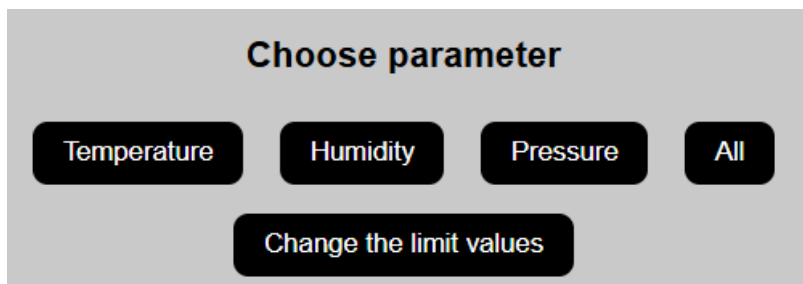 Choose parameter
Temperature Humidity Pressure All
Change the limit values